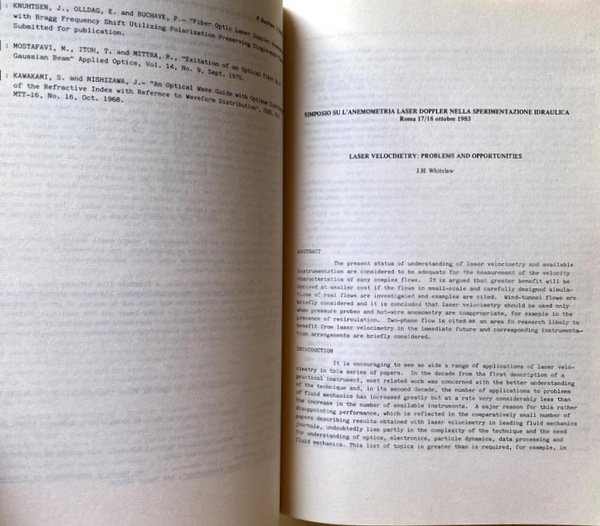 P.Buchhave
: KNUHTSEN, J., OLLDAG, E. and BUCHAVE, P.- "Fiber Optic Laser Doppler
with Bragg Frequency Shift Utilizing Polarization Preserving Single-mode
Submitted for publication.
: MOSTAFAVI, M., ITOH, T. and MITTRA, R., "Exitation of an Optical Fiber by a
Gaussian Beam" Applied Optics, Vol. 14, No. 9, Sept. 1975.
: KAWAKAMI, S. and NISHIZAWA, J.- "An Optical Wave Guide with Optimum
of the Refractive Index with Refernce to Waveform Distribution", IEEE,
MTT-16, No. 16, Oct. 1968.
SIMPOSIO SU L'ANEMOMETRIA LASER DOPPLER NELLA SPERIMENTAZIONE IDRAULICA
Roma 17/18 ottobre 1983
LASER VELOCIMETRY: PROBLEMS AND OPPORTUNITIES
J.H. Whitelaw
ABSTRACT
The present status of understanding of laser velocimetry and available
instrumentation are considered to be adequate for the measurement of the velocity
characteristics of many complex flows. It is argued that greater benefit will be
derived at smaller cost if the flows in small-scale and carefully designed simula-
tions of real flows are investigated and examples are cited. Wind-tunnel flows are
briefly considered and it is concluded that laser velocimetry should be used only
when pressure probes and hot-wire anemometry are inappropriate, for example in the
presence of recirculation. Two-phase flow is cited as an area fo research likely to
benefit from laser velocimetry in the immediate future and corresponding instrumenta-
tion arrangements are briefly considered.
INTRODUCTION
It is encouraging to see so wide a range of applications of laser velo-
cimetry in this series of papers. In the decade from the first description of a
practical instrument, most related work was concerned with the better understanding
of the technique and, in its second decade, the number of applications to problems
of fluid mechanics has increased greatly but at a rate very considerably less than
the increase in the number of available instruments. A major reason for this rather
disappointing performance, which is reflected in the comparatively small number of
papers describing results obtained with laser velocimetry in leading fluid mechanics
journals, undoubtedly lies partly in the complexity of the technique and the need
for understanding of optics, electronics, particle dynamics, data processing and
fluid mechanics. This list of topics is greater than is required, for example, in